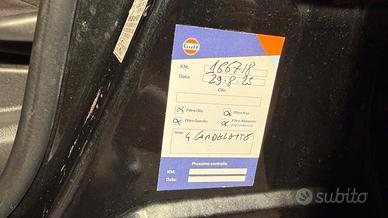 Gulf
KM: 166718
Data: 29-8-25
Olio:
Filtro Olio
Filtro Aria
Filtro Gasolio
Filtro Abitacolo
Note: 4 CANDELETTE
Prossimo controllo
KM:
Data:
subito